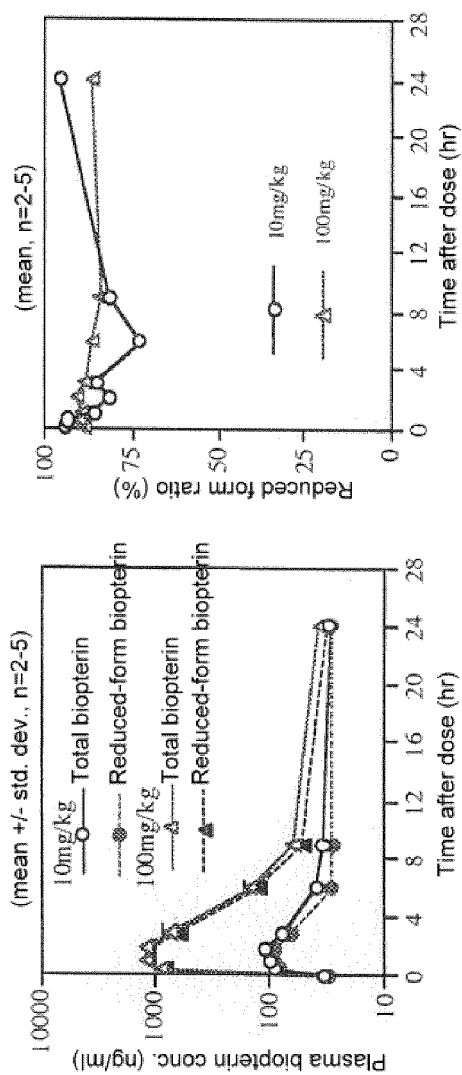 (mean +/- std. dev., n=2-5)
10mg/kg
Total biopterin
Reduced-form biopterin
100mg/kg
Total biopterin
Reduced-form biopterin
10000
1000
100
10
Plasma biopterin conc. (ng/ml)
0 4 8 12 16 20 24 28
Time after dose (hr)
(mean, n=2-5)
100
75
50
25
0
Reduced form ratio (%)
10mg/kg
100mg/kg
0 4 8 12 16 20 24 28
Time after dose (hr)